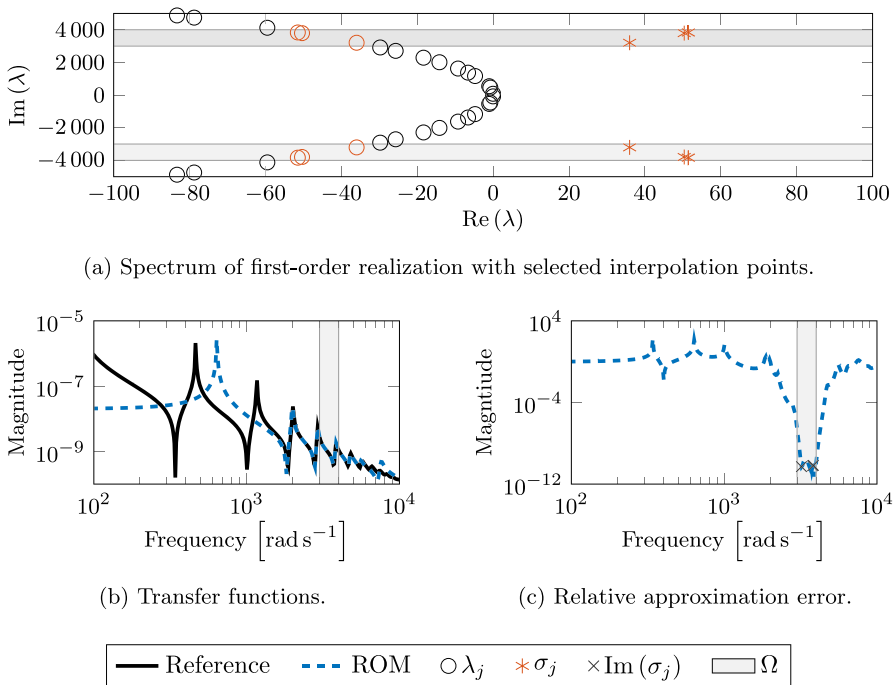 4 000
2 000
0
−2 000
−4 000
Im (λ)
−100 −80 −60 −40 −20 0 20 40 60 80 100
Re (λ)
(a) Spectrum of first-order realization with selected interpolation points.
10^−5
10^−7
10^−9
Magnitude
10^2 10^3 10^4
Frequency [rad s^−1]
(b) Transfer functions.
10^4
10^−4
10^−12
Magntiude
10^2 10^3 10^4
Frequency [rad s^−1]
(c) Relative approximation error.
Reference ROM λ_j σ_j Im (σ_j) Ω